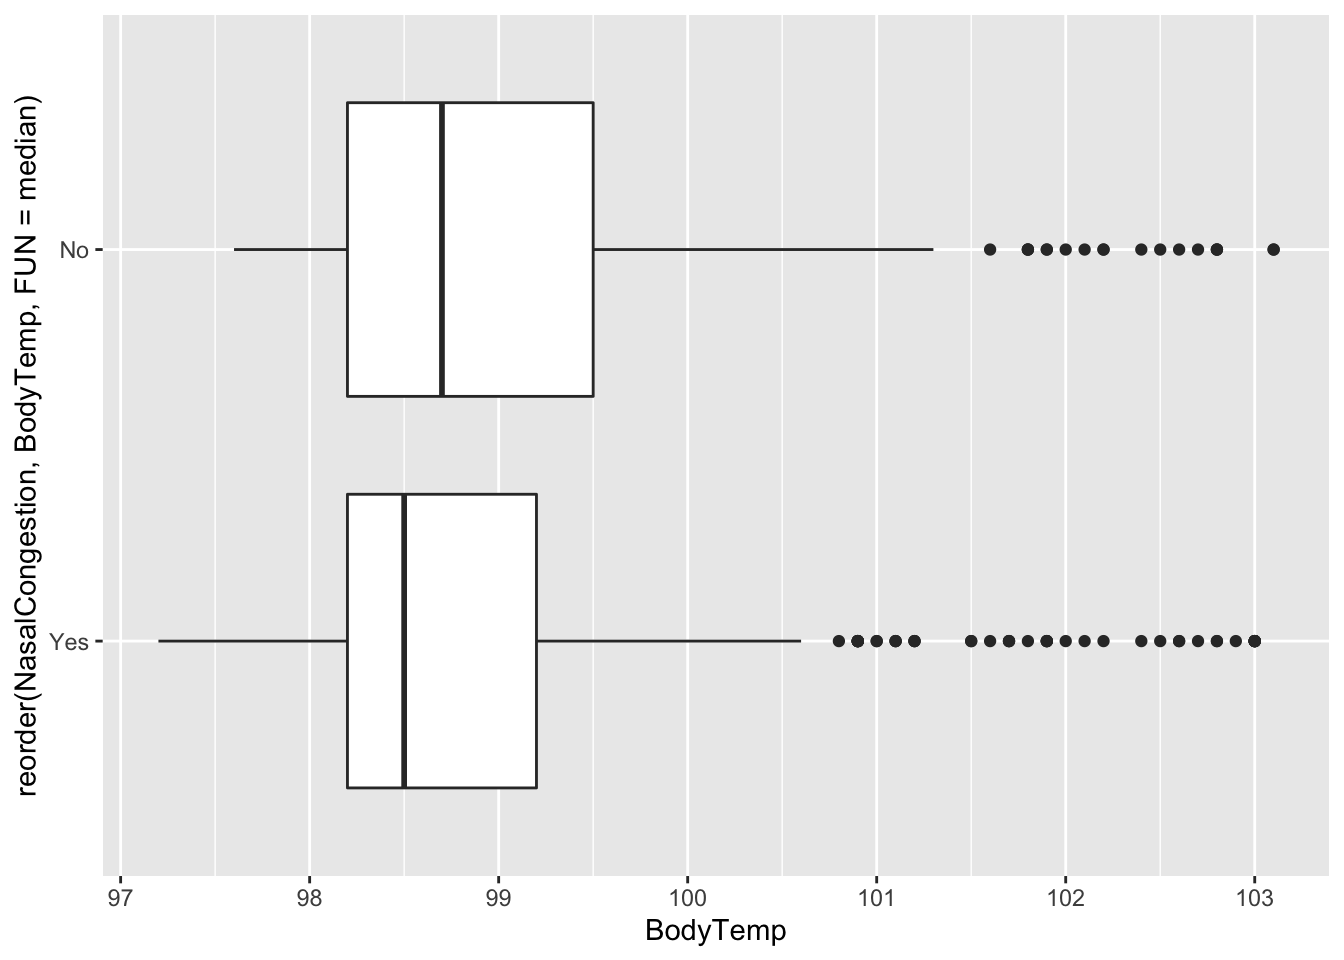 reorder(NasalCongestion, BodyTemp, FUN = median)
No
Yes
97 98 99 100 101 102 103
BodyTemp